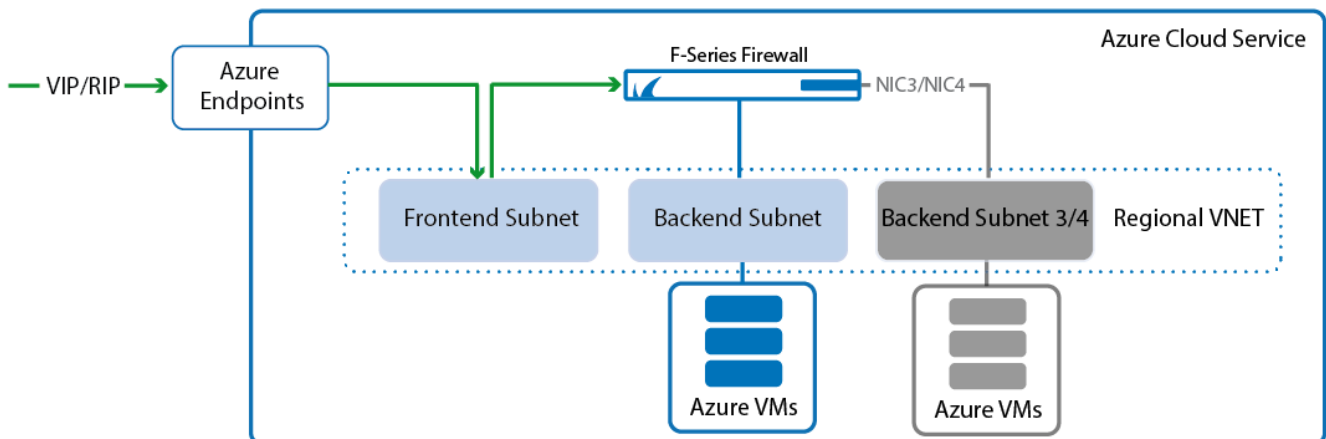 Azure Cloud Service
F-Series Firewall
VIP/RIP
Azure
Endpoints
NIC3/NIC4
Frontend Subnet
Backend Subnet
Backend Subnet 3/4
Regional VNET
Azure VMs
Azure VMs